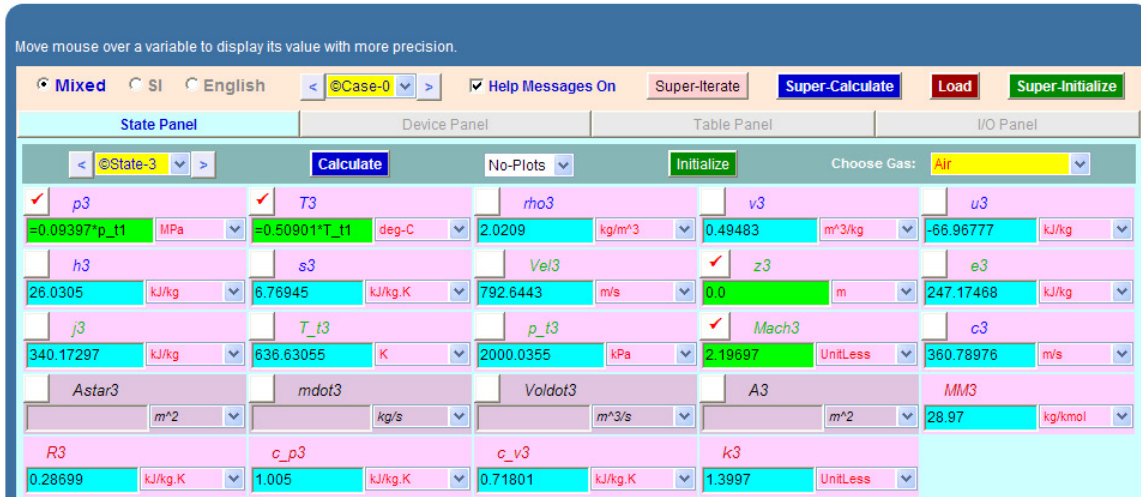 Move mouse over a variable to display its value with more precision.
Mixed SI English < ©Case-0 > Help Messages On Super-Iterate Super-Calculate Load Super-Initialize
State Panel Device Panel Table Panel I/O Panel
< ©State-3 > Calculate No-Plots Initialize Choose Gas: Air
p3 T3 rho3 v3 u3
=0.09397*p_t1 MPa =0.50901*T_t1 deg-C 2.0209 kg/m^3 0.49483 m^3/kg -66.96777 kJ/kg
h3 s3 Vel3 z3 e3
26.0305 kJ/kg 6.76945 kJ/kg.K 792.6443 m/s 0.0 m 247.17468 kJ/kg
j3 T_t3 p_t3 Mach3 c3
340.17297 kJ/kg 636.63055 K 2000.0355 kPa 2.19697 UnitLess 360.78976 m/s
Astar3 mdot3 Voldot3 A3 MM3
m^2 kg/s m^3/s m^2 28.97 kg/kmol
R3 c_p3 c_v3 k3
0.28699 kJ/kg.K 1.005 kJ/kg.K 0.71801 kJ/kg.K 1.3997 UnitLess